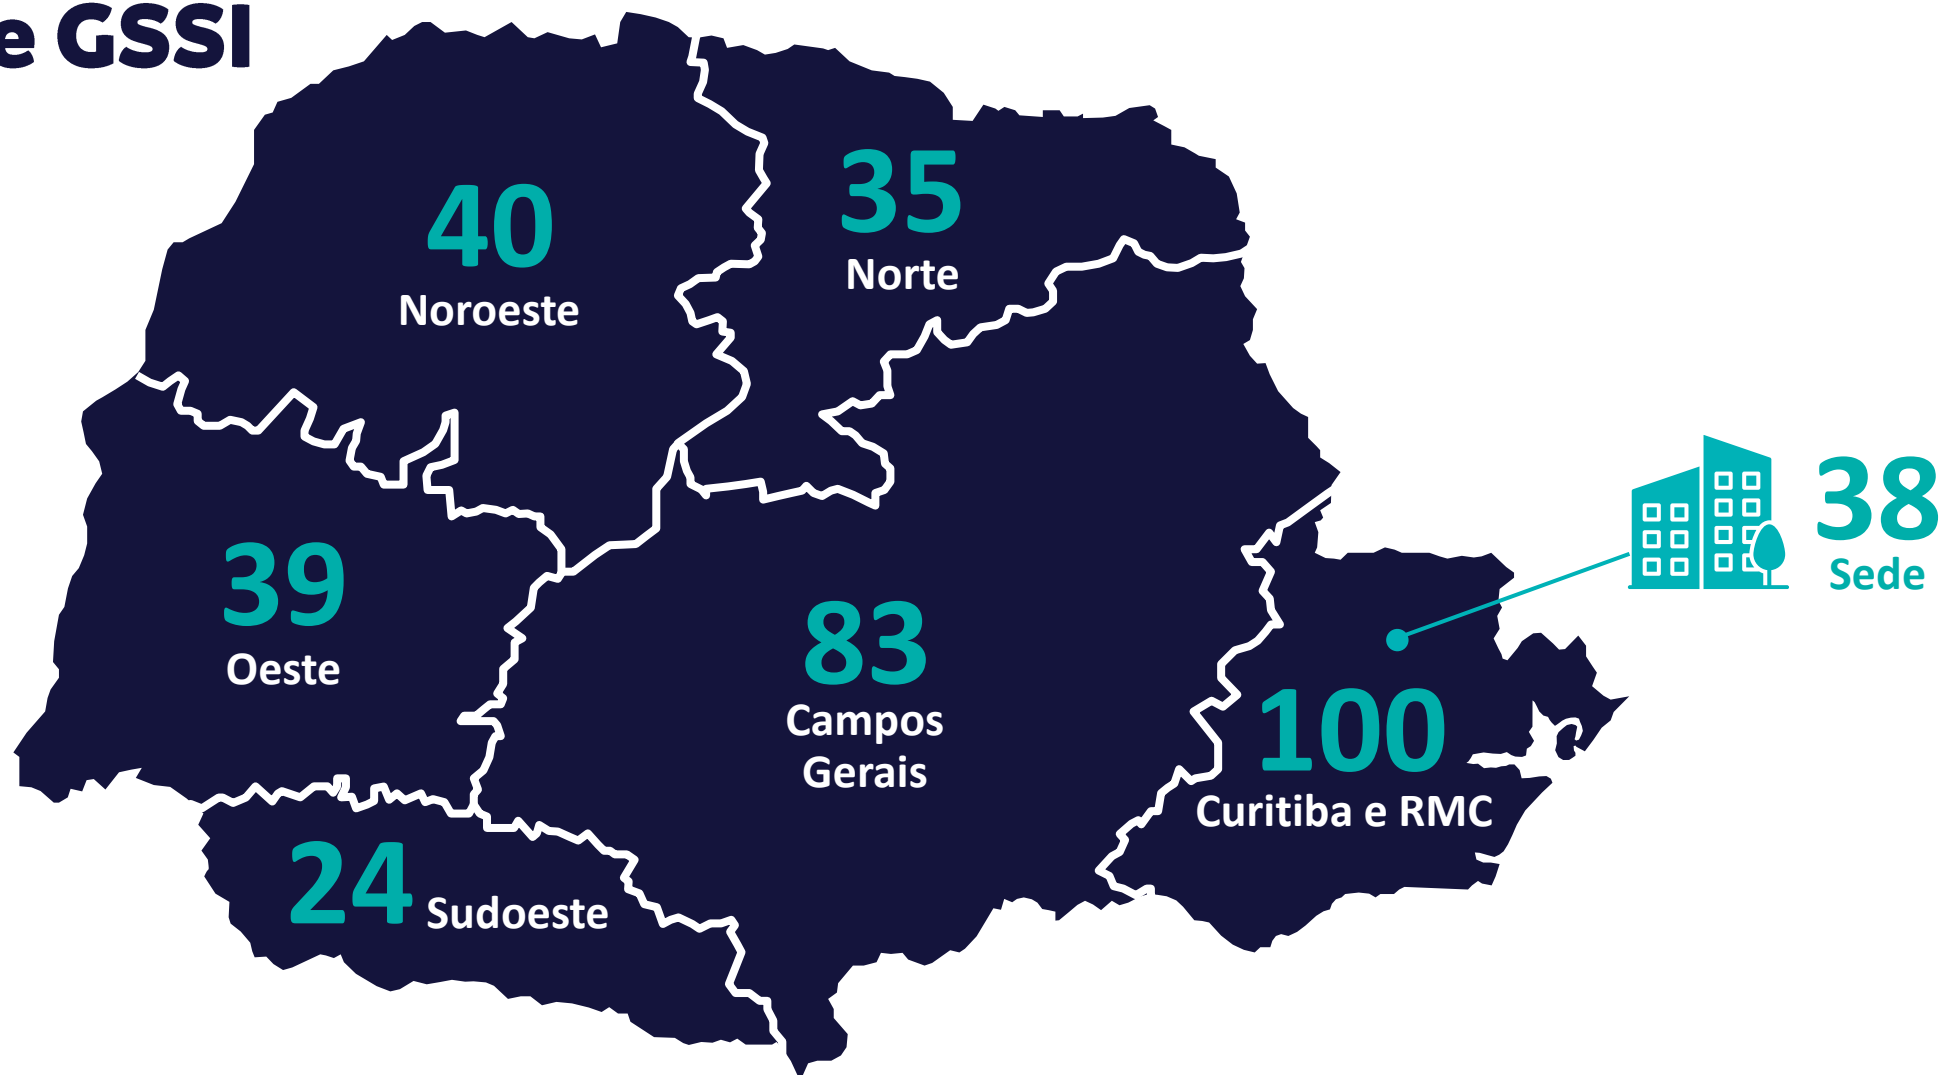 e GSSI
40
Noroeste
35
Norte
39
Oeste
83
Campos
Gerais
38
Sede
100
Curitiba e RMC
24 Sudoeste